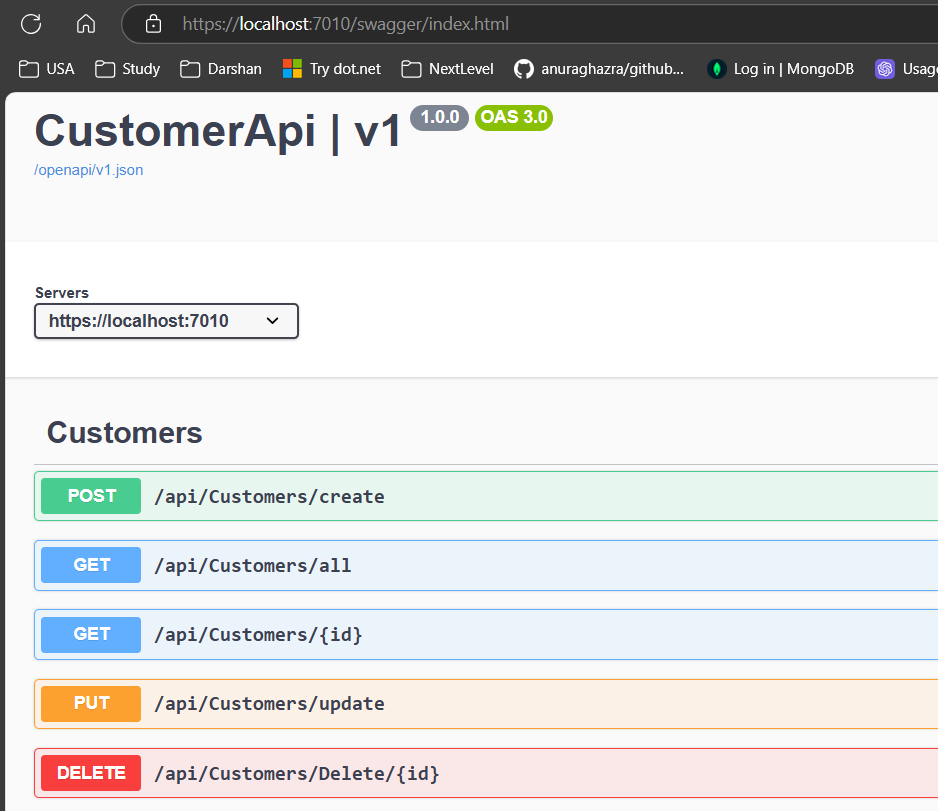 https://localhost:7010/swagger/index.html
USA Study Darshan Try dot.net NextLevel anuraghazra/github... Log in | MongoDB Usag
CustomerApi | v1 1.0.0 OAS 3.0
/openapi/v1.json
Servers
https://localhost:7010
Customers
POST /api/Customers/create
GET /api/Customers/all
GET /api/Customers/{id}
PUT /api/Customers/update
DELETE /api/Customers/Delete/{id}